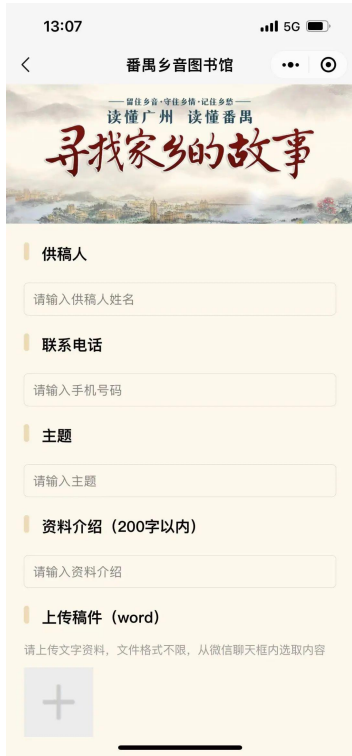 13:07
5G
番禺乡音图书馆
留住乡音·守住乡情·记住乡愁
读懂广州 读懂番禺
寻找家乡的故事
供稿人
请输入供稿人姓名
联系电话
请输入手机号码
主题
请输入主题
资料介绍（200字以内）
请输入资料介绍
上传稿件（word）
请上传文字资料，文件格式不限，从微信聊天框内选取内容